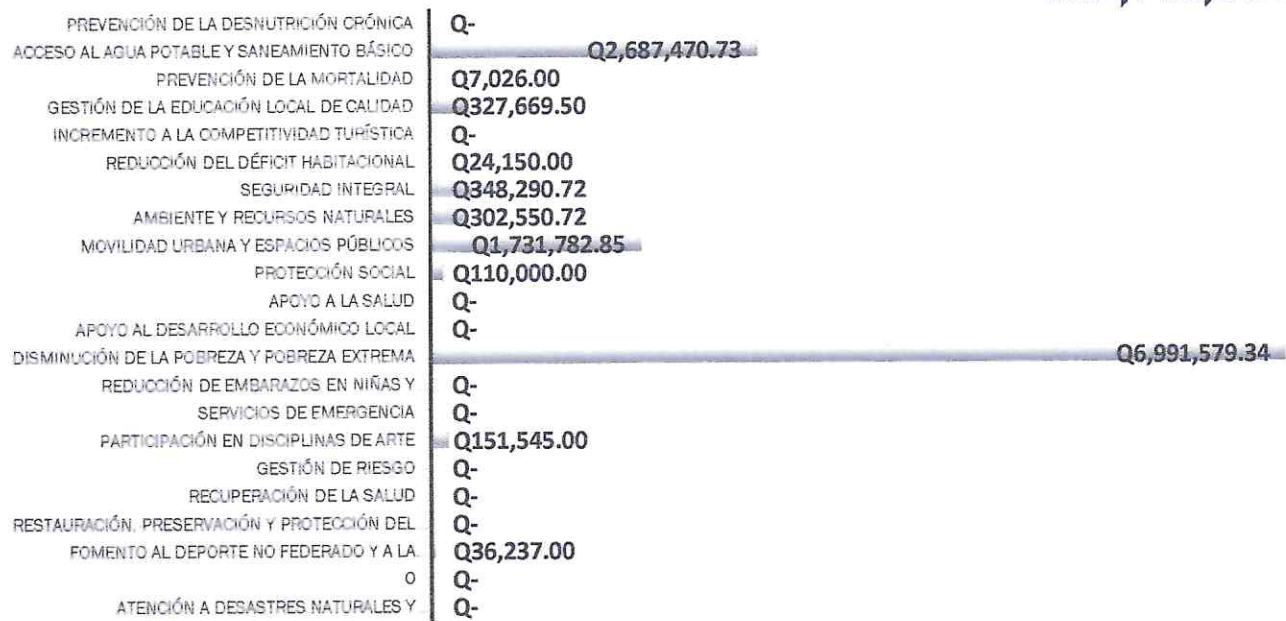 PREVENCIÓN DE LA DESNUTRICIÓN CRÓNICA Q-
ACCESO AL AGUA POTABLE Y SANEAMIENTO BÁSICO Q2,687,470.73
PREVENCIÓN DE LA MORTALIDAD Q7,026.00
GESTIÓN DE LA EDUCACIÓN LOCAL DE CALIDAD Q327,669.50
INCREMENTO A LA COMPETITIVIDAD TURÍSTICA Q-
REDUCCIÓN DEL DÉFICIT HABITACIONAL Q24,150.00
SEGURIDAD INTEGRAL Q348,290.72
AMBIENTE Y RECURSOS NATURALES Q302,550.72
MOVILIDAD URBANA Y ESPACIOS PÚBLICOS Q1,731,782.85
PROTECCIÓN SOCIAL Q110,000.00
APOYO A LA SALUD Q-
APOYO AL DESARROLLO ECONÓMICO LOCAL Q-
DISMINUCIÓN DE LA POBREZA Y POBREZA EXTREMA Q6,991,579.34
REDUCCIÓN DE EMBARAZOS EN NIÑAS Y Q-
SERVICIOS DE EMERGENCIA Q-
PARTICIPACIÓN EN DISCIPLINAS DE ARTE Q151,545.00
GESTIÓN DE RIESGO Q-
RECUPERACIÓN DE LA SALUD Q-
RESTAURACIÓN, PRESERVACIÓN Y PROTECCIÓN DEL Q-
FOMENTO AL DEPORTE NO FEDERADO Y A LA Q36,237.00
O Q-
ATENCIÓN A DESASTRES NATURALES Y Q-